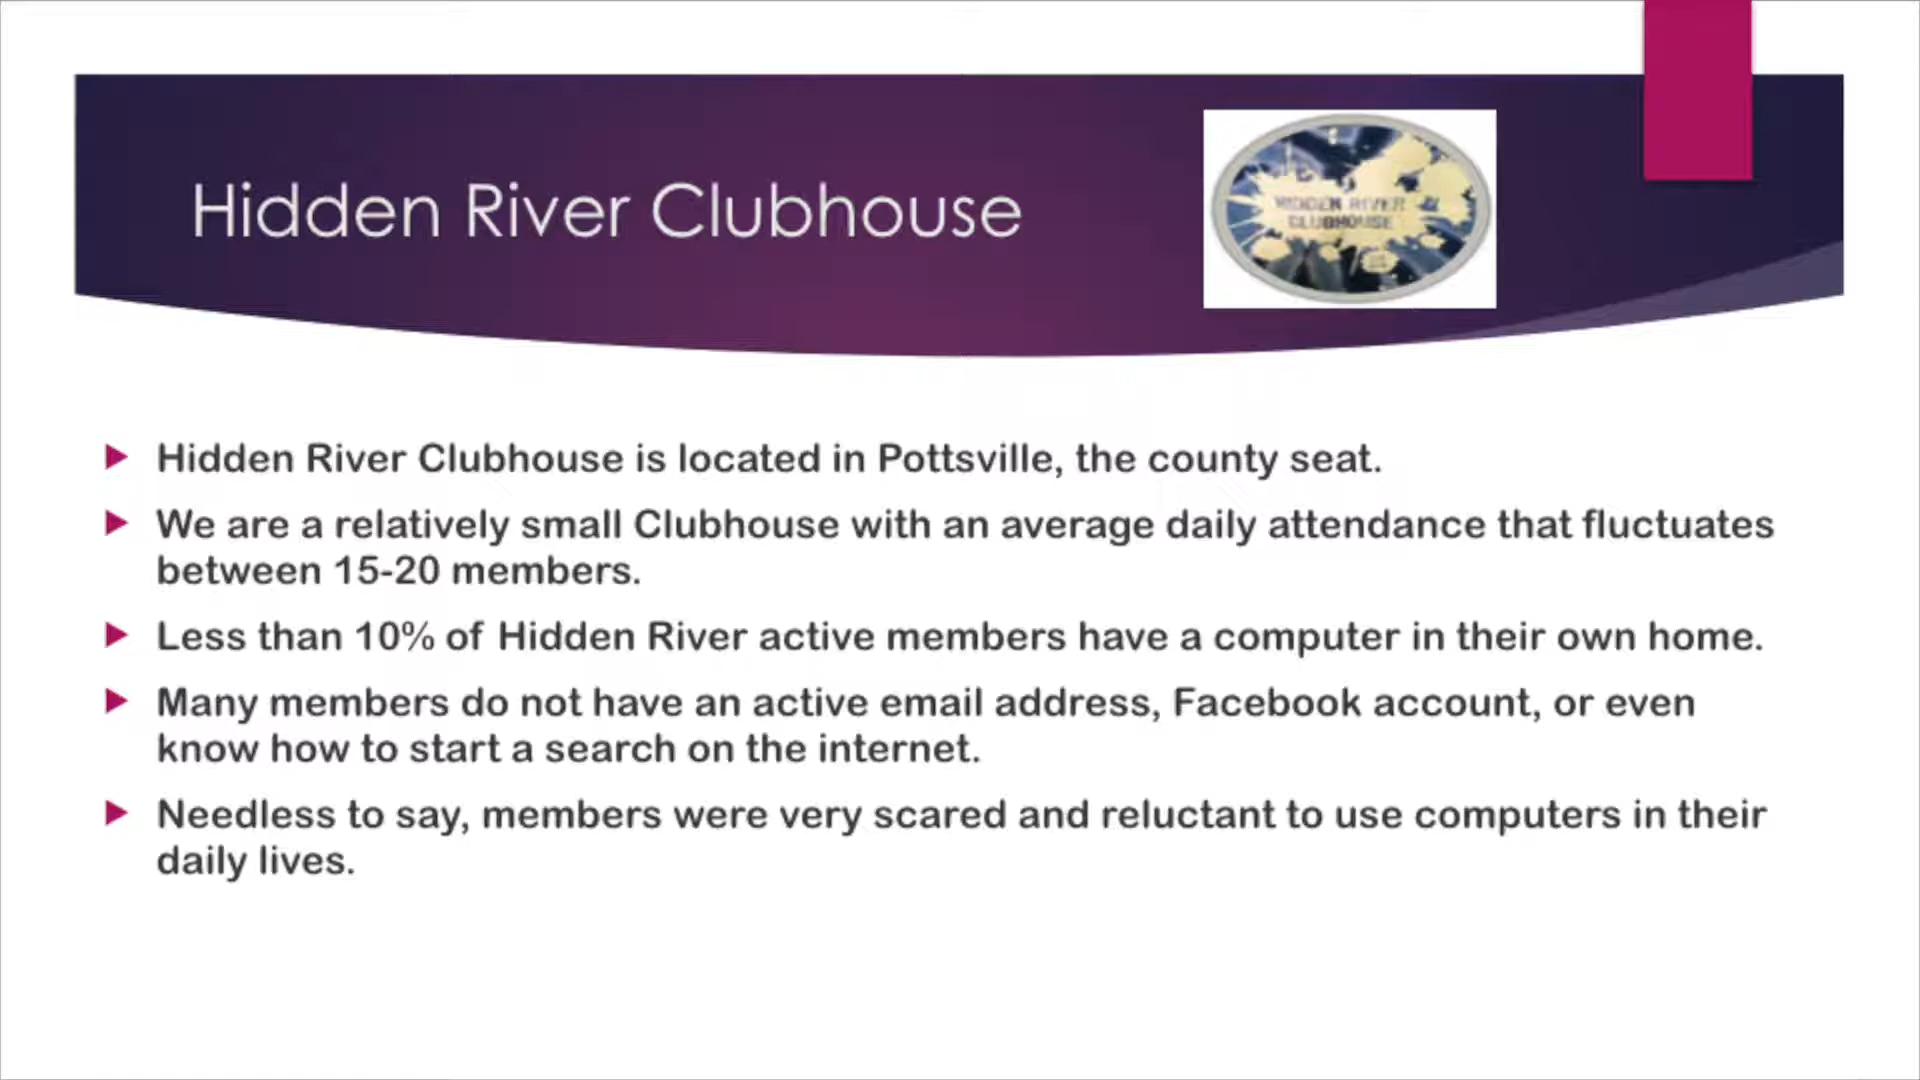 Hidden River Clubhouse
HIDDEN RIVER
CLUBHOUSE
Hidden River Clubhouse is located in Pottsville, the county seat.
We are a relatively small Clubhouse with an average daily attendance that fluctuates
between 15-20 members.
Less than 10% of Hidden River active members have a computer in their own home.
Many members do not have an active email address, Facebook account, or even
know how to start a search on the internet.
Needless to say, members were very scared and reluctant to use computers in their
daily lives.